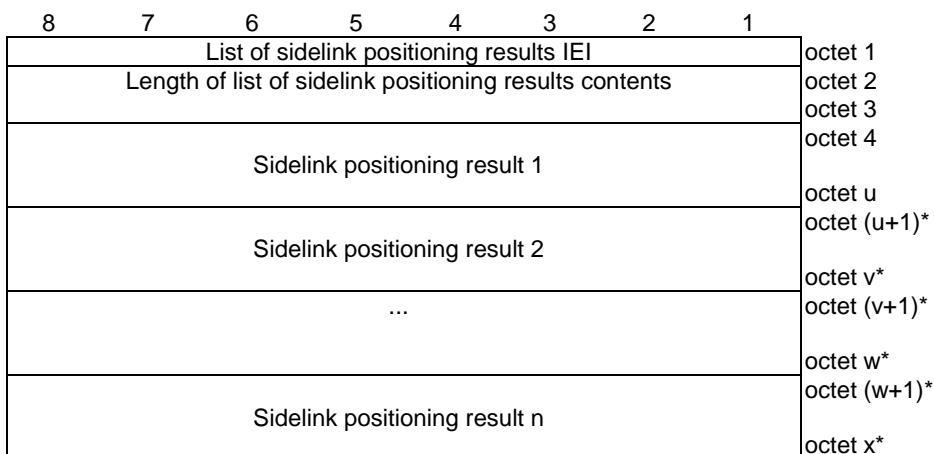 8 7 6 5 4 3 2 1
List of sidelink positioning results IEI octet 1
Length of list of sidelink positioning results contents octet 2
octet 3
octet 4
Sidelink positioning result 1
octet u
octet (u+1)*
Sidelink positioning result 2
octet v*
... octet (v+1)*
octet w*
octet (w+1)*
Sidelink positioning result n
octet x*